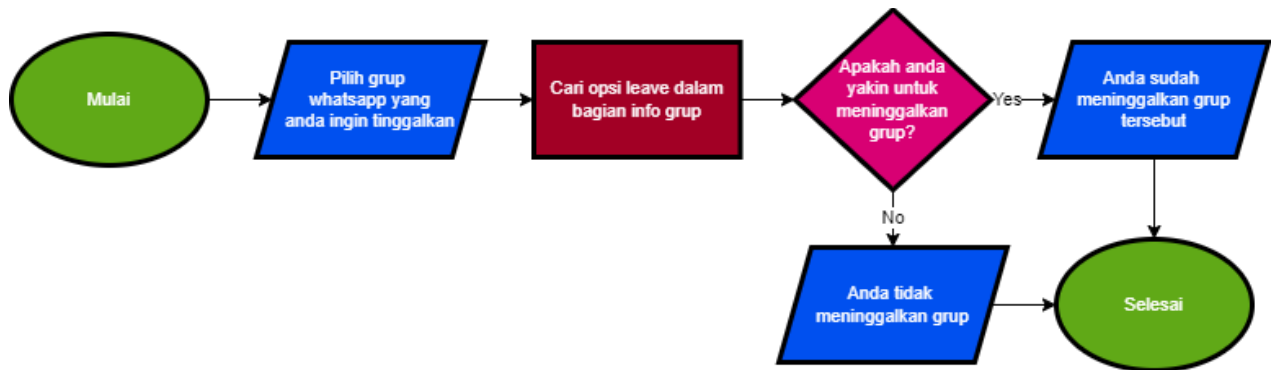 Mulai
Pilih grup
whatsapp yang
anda ingin tinggalkan
Cari opsi leave dalam
bagian info grup
Apakah anda
yakin untuk
meninggalkan
grup?
Yes
Anda sudah
meninggalkan grup
tersebut
No
Anda tidak
meninggalkan grup
Selesai